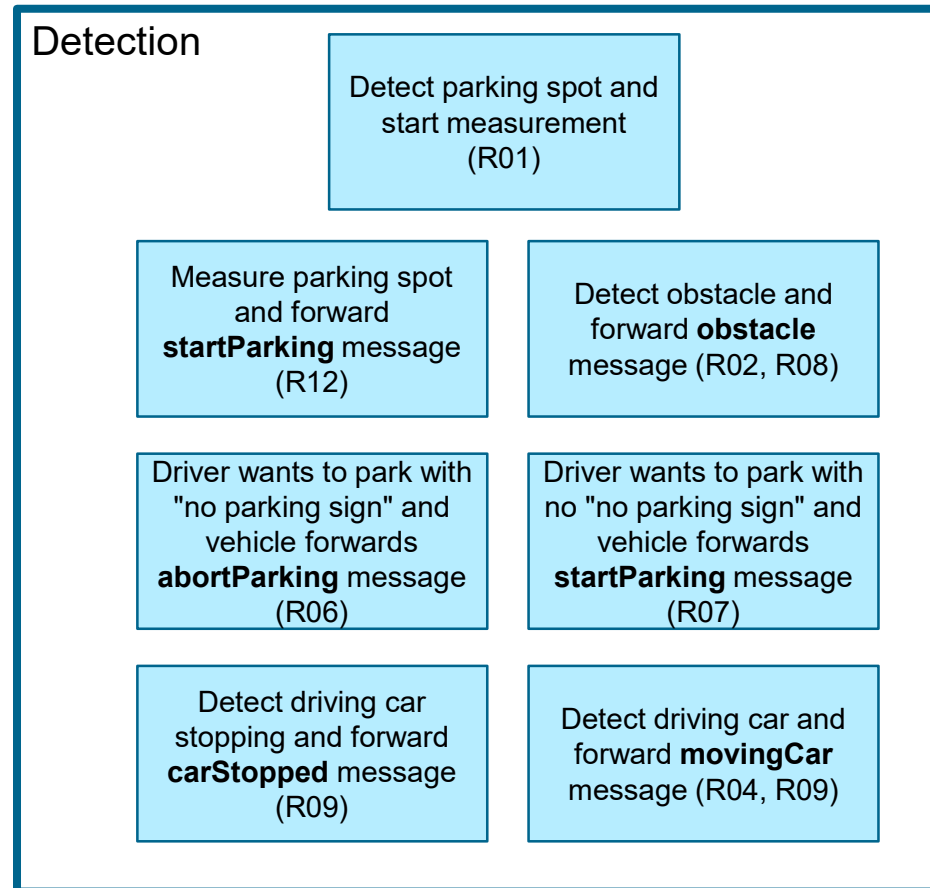 Detection
Detect parking spot and
start measurement
(R01)
Measure parking spot
and forward
startParking message
(R12)
Detect obstacle and
forward obstacle
message (R02, R08)
Driver wants to park with
"no parking sign" and
vehicle forwards
abortParking message
(R06)
Driver wants to park with
no "no parking sign" and
vehicle forwards
startParking message
(R07)
Detect driving car
stopping and forward
carStopped message
(R09)
Detect driving car and
forward movingCar
message (R04, R09)